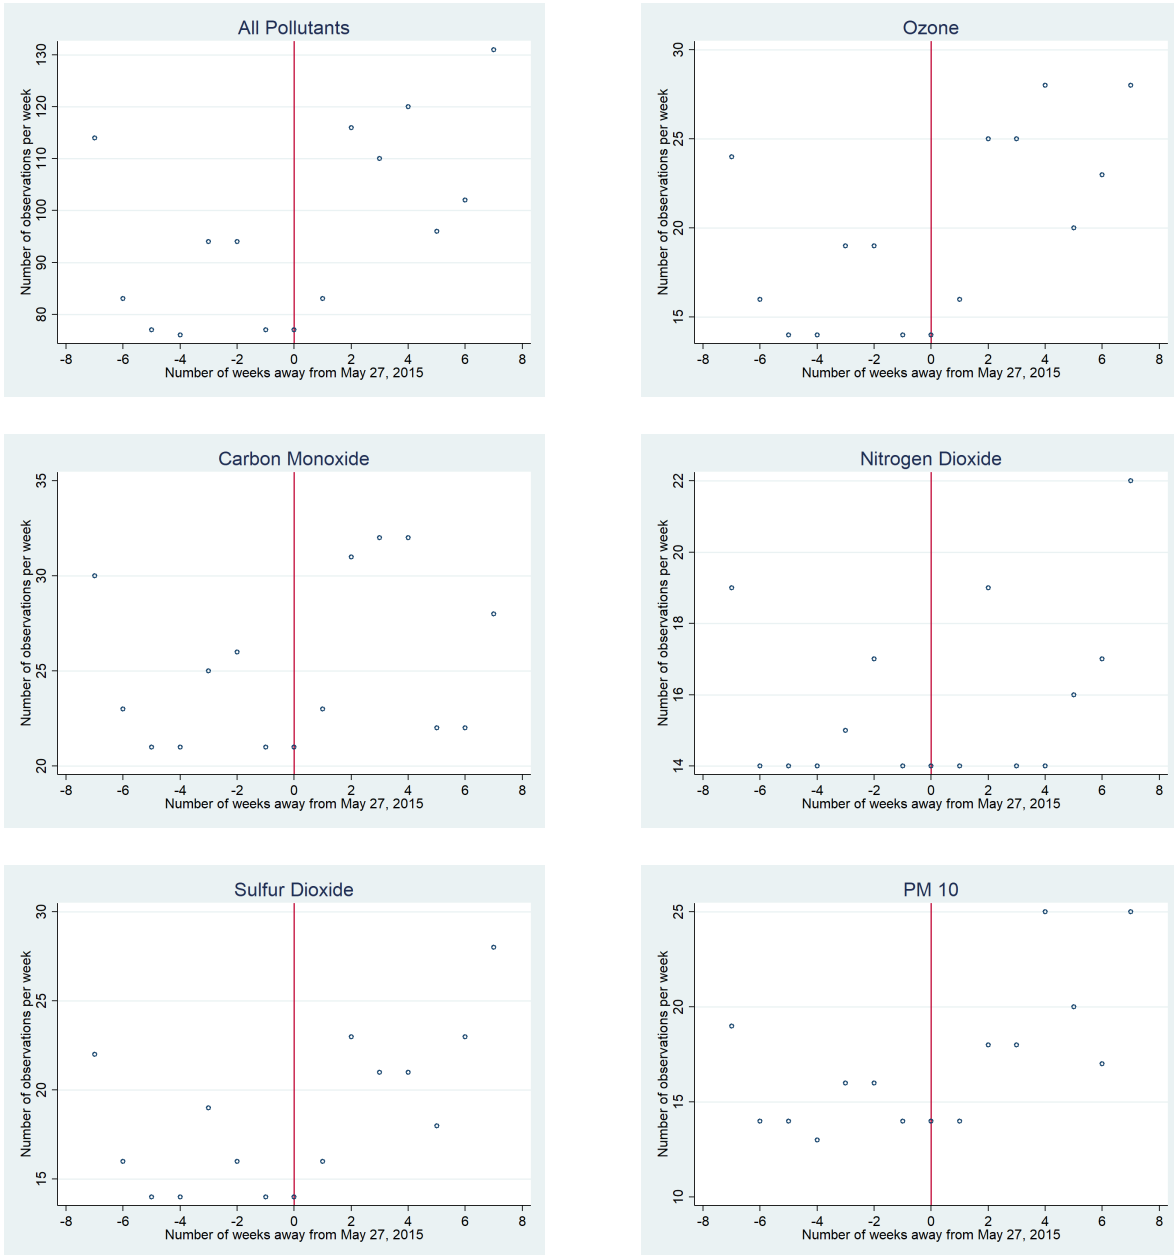 All Pollutants
Number of observations per week
130
120
110
100
90
80
-8 -6 -4 -2 0 2 4 6 8
Number of weeks away from May 27, 2015
Ozone
Number of observations per week
30
25
20
15
-8 -6 -4 -2 0 2 4 6 8
Number of weeks away from May 27, 2015
Carbon Monoxide
Number of observations per week
35
30
25
20
-8 -6 -4 -2 0 2 4 6 8
Number of weeks away from May 27, 2015
Nitrogen Dioxide
Number of observations per week
22
20
18
16
14
-8 -6 -4 -2 0 2 4 6 8
Number of weeks away from May 27, 2015
Sulfur Dioxide
Number of observations per week
30
25
20
15
-8 -6 -4 -2 0 2 4 6 8
Number of weeks away from May 27, 2015
PM 10
Number of observations per week
25
20
15
10
-8 -6 -4 -2 0 2 4 6 8
Number of weeks away from May 27, 2015